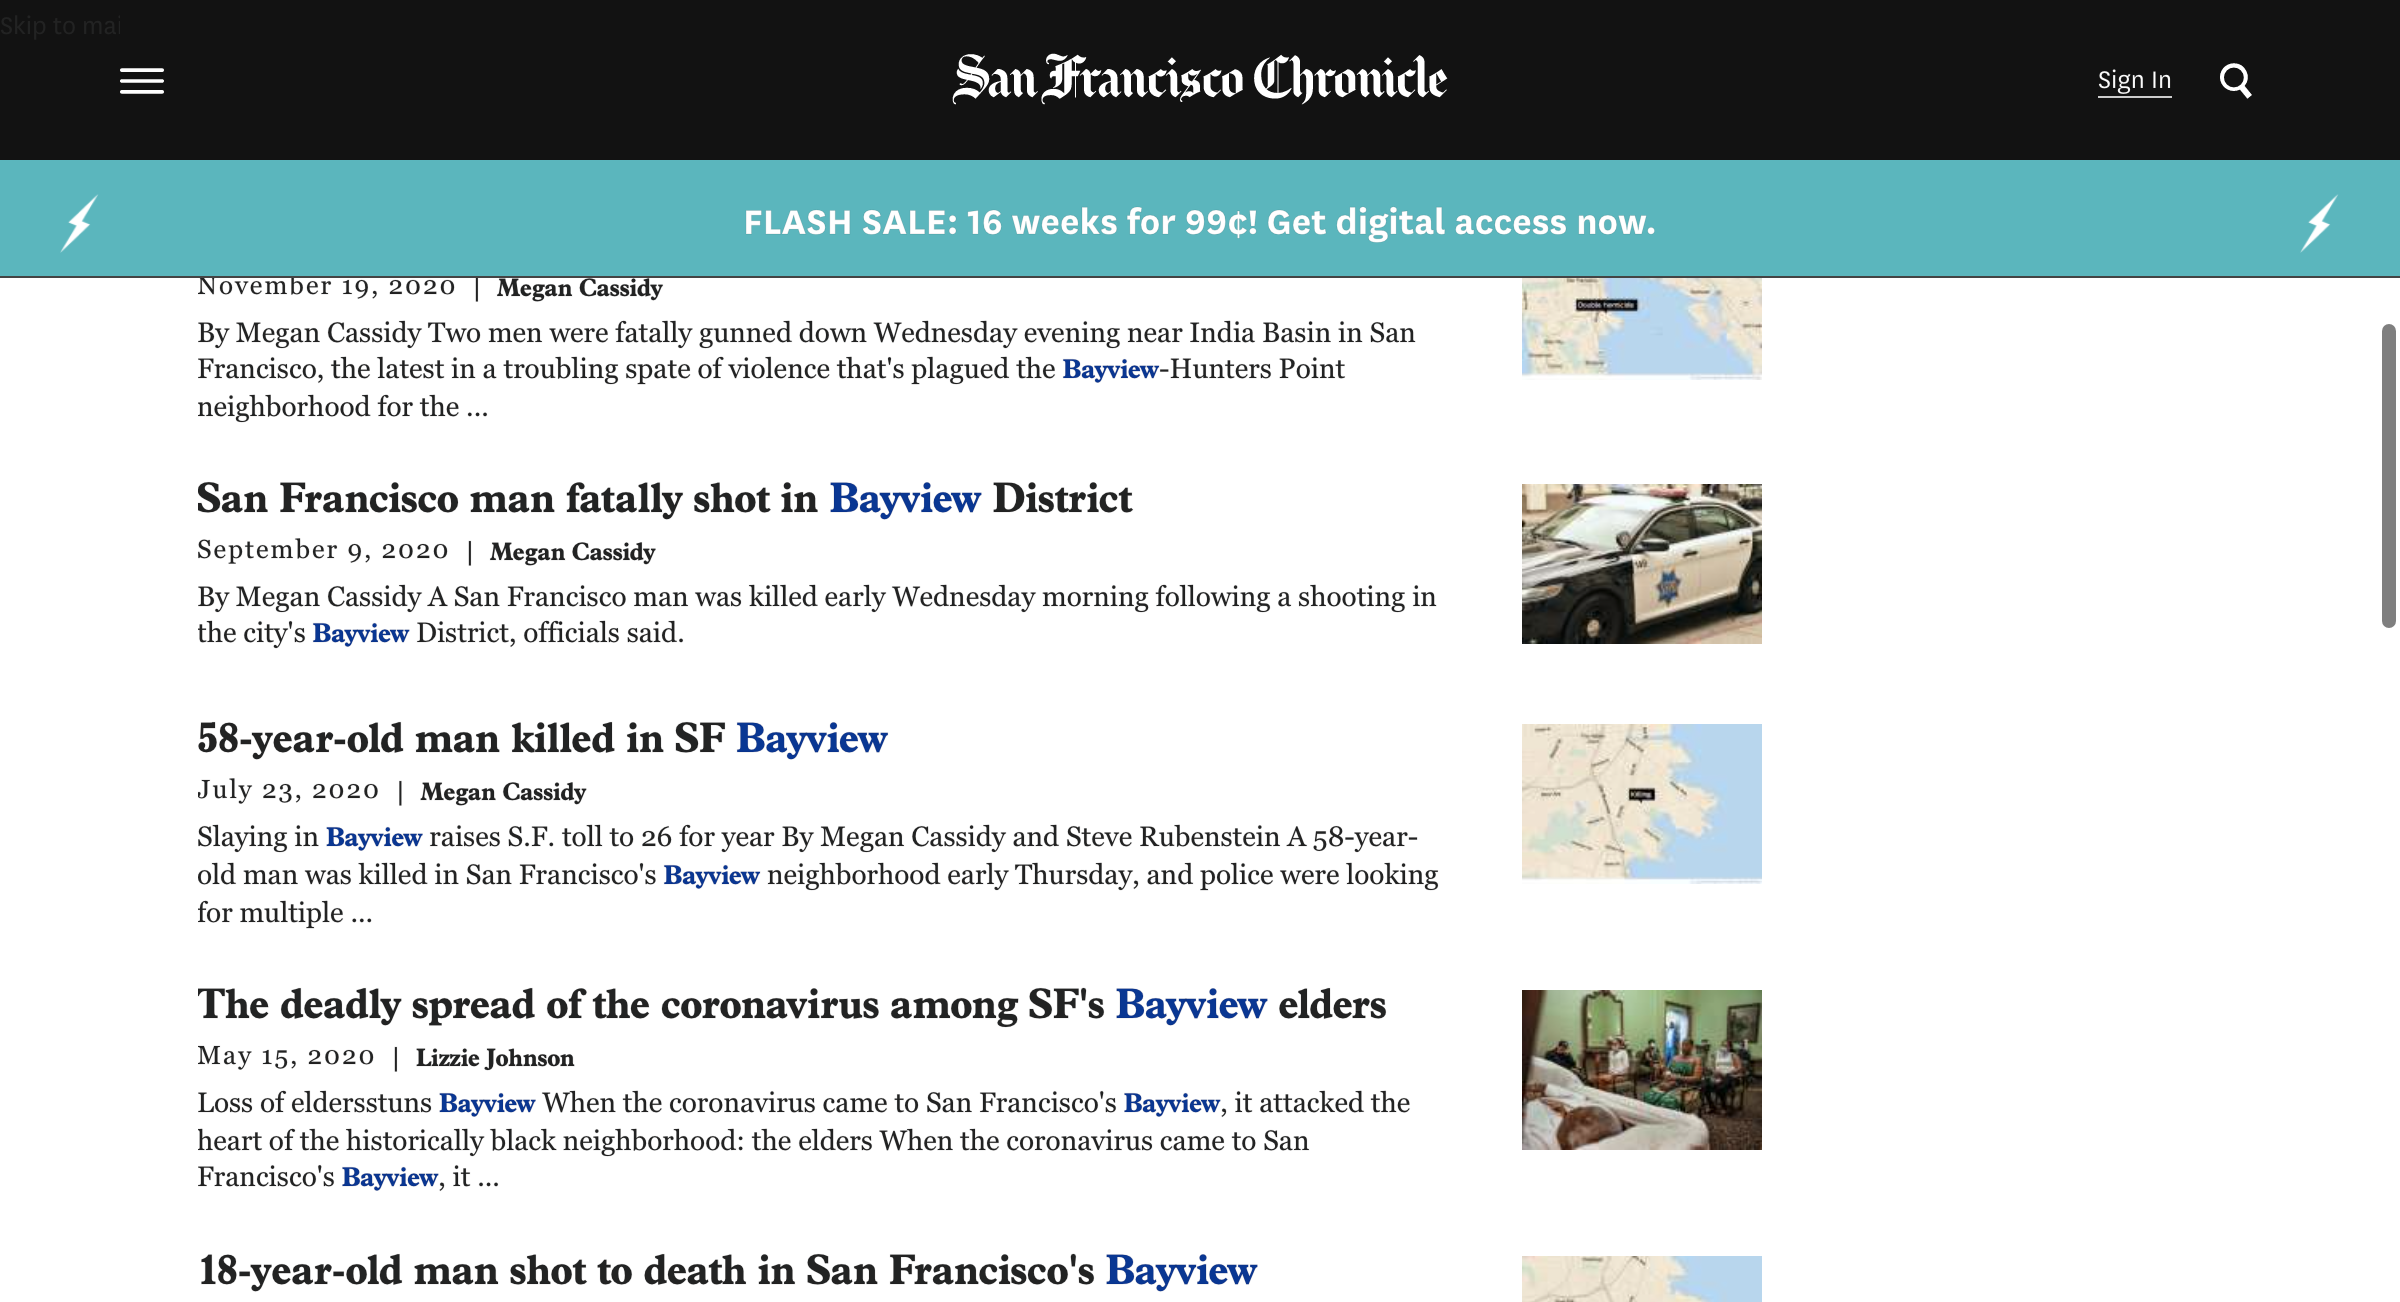 Skip to mai
San Francisco Chronicle
Sign In
FLASH SALE: 16 weeks for 99¢! Get digital access now.
November 19, 2020 | Megan Cassidy
By Megan Cassidy Two men were fatally gunned down Wednesday evening near India Basin in San
Francisco, the latest in a troubling spate of violence that's plagued the Bayview-Hunters Point
neighborhood for the ...
Double homicide
San Francisco man fatally shot in Bayview District
September 9, 2020 | Megan Cassidy
By Megan Cassidy A San Francisco man was killed early Wednesday morning following a shooting in
the city's Bayview District, officials said.
58-year-old man killed in SF Bayview
July 23, 2020 | Megan Cassidy
Slaying in Bayview raises S.F. toll to 26 for year By Megan Cassidy and Steve Rubenstein A 58-year-
old man was killed in San Francisco's Bayview neighborhood early Thursday, and police were looking
for multiple ...
Killing
The deadly spread of the coronavirus among SF's Bayview elders
May 15, 2020 | Lizzie Johnson
Loss of eldersstuns Bayview When the coronavirus came to San Francisco's Bayview, it attacked the
heart of the historically black neighborhood: the elders When the coronavirus came to San
Francisco's Bayview, it ...
18-year-old man shot to death in San Francisco's Bayview